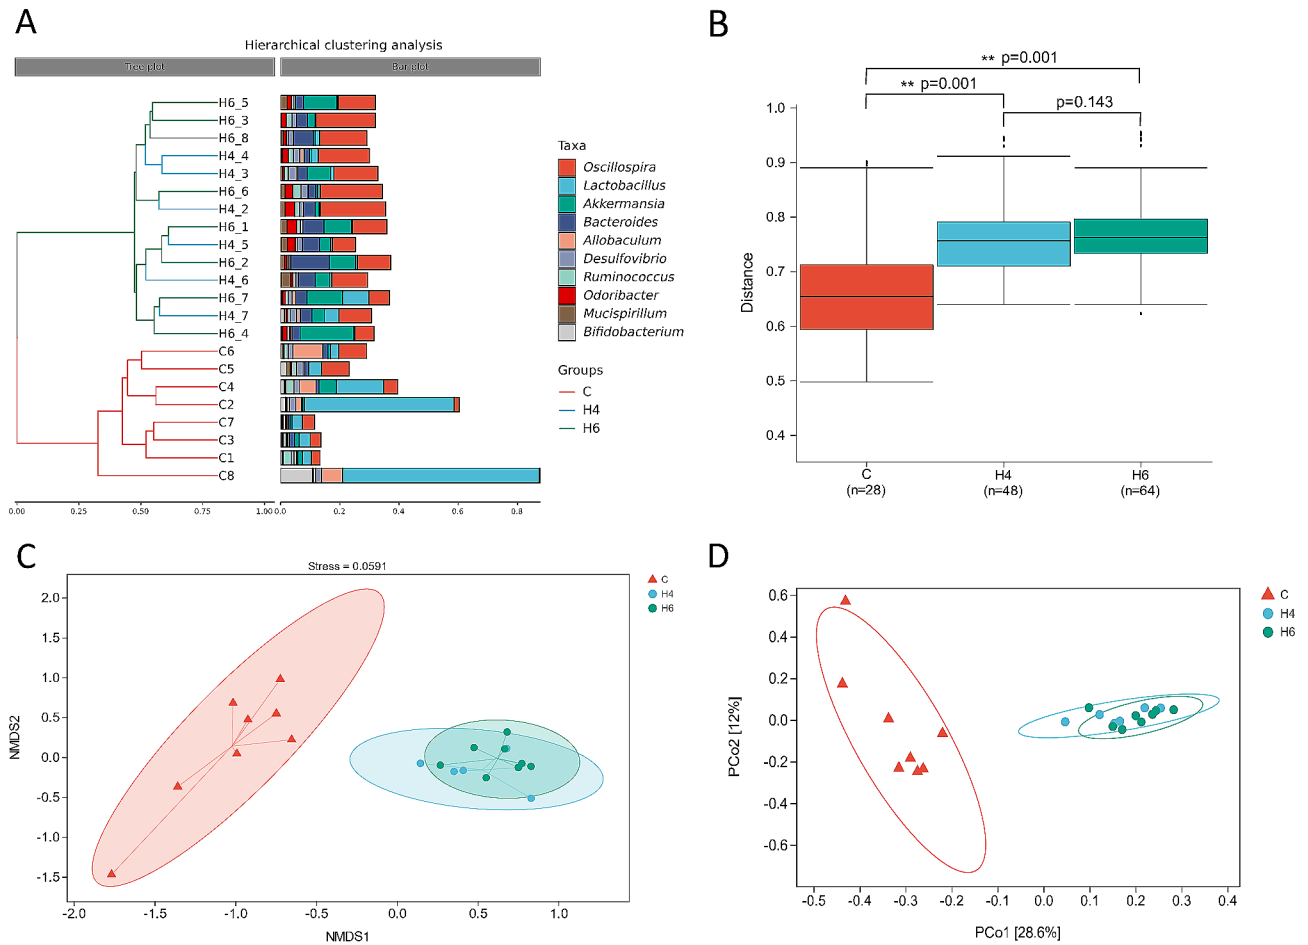 A
Hierarchical clustering analysis
Tree plot
Bar plot
H6_5
H6_3
H6_8
H4_4
H4_3
H6_6
H4_2
H6_1
H4_5
H6_2
H4_6
H6_7
H4_7
H6_4
C6
C5
C4
C2
C7
C3
C1
C8
0.00 0.25 0.50 0.75 1.00
0.0 0.2 0.4 0.6 0.8
Taxa
Oscillospira
Lactobacillus
Akkermansia
Bacteroides
Allobaculum
Desulfovibrio
Ruminococcus
Odoribacter
Mucispirillum
Bifidobacterium
Groups
C
H4
H6
B
** p=0.001
** p=0.001
p=0.143
Distance
1.0
0.9
0.8
0.7
0.6
0.5
0.4
C H4 H6
(n=28) (n=48) (n=64)
C
Stress = 0.0591
C
H4
H6
NMDS2
2.0
1.5
1.0
0.5
0.0
-0.5
-1.0
-1.5
-2.0 -1.5 -1.0 -0.5 0.0 0.5 1.0
NMDS1
D
C
H4
H6
PCo2 [12%]
0.6
0.4
0.2
0.0
-0.2
-0.4
-0.6
-0.5 -0.4 -0.3 -0.2 -0.1 0.0 0.1 0.2 0.3 0.4
PCo1 [28.6%]